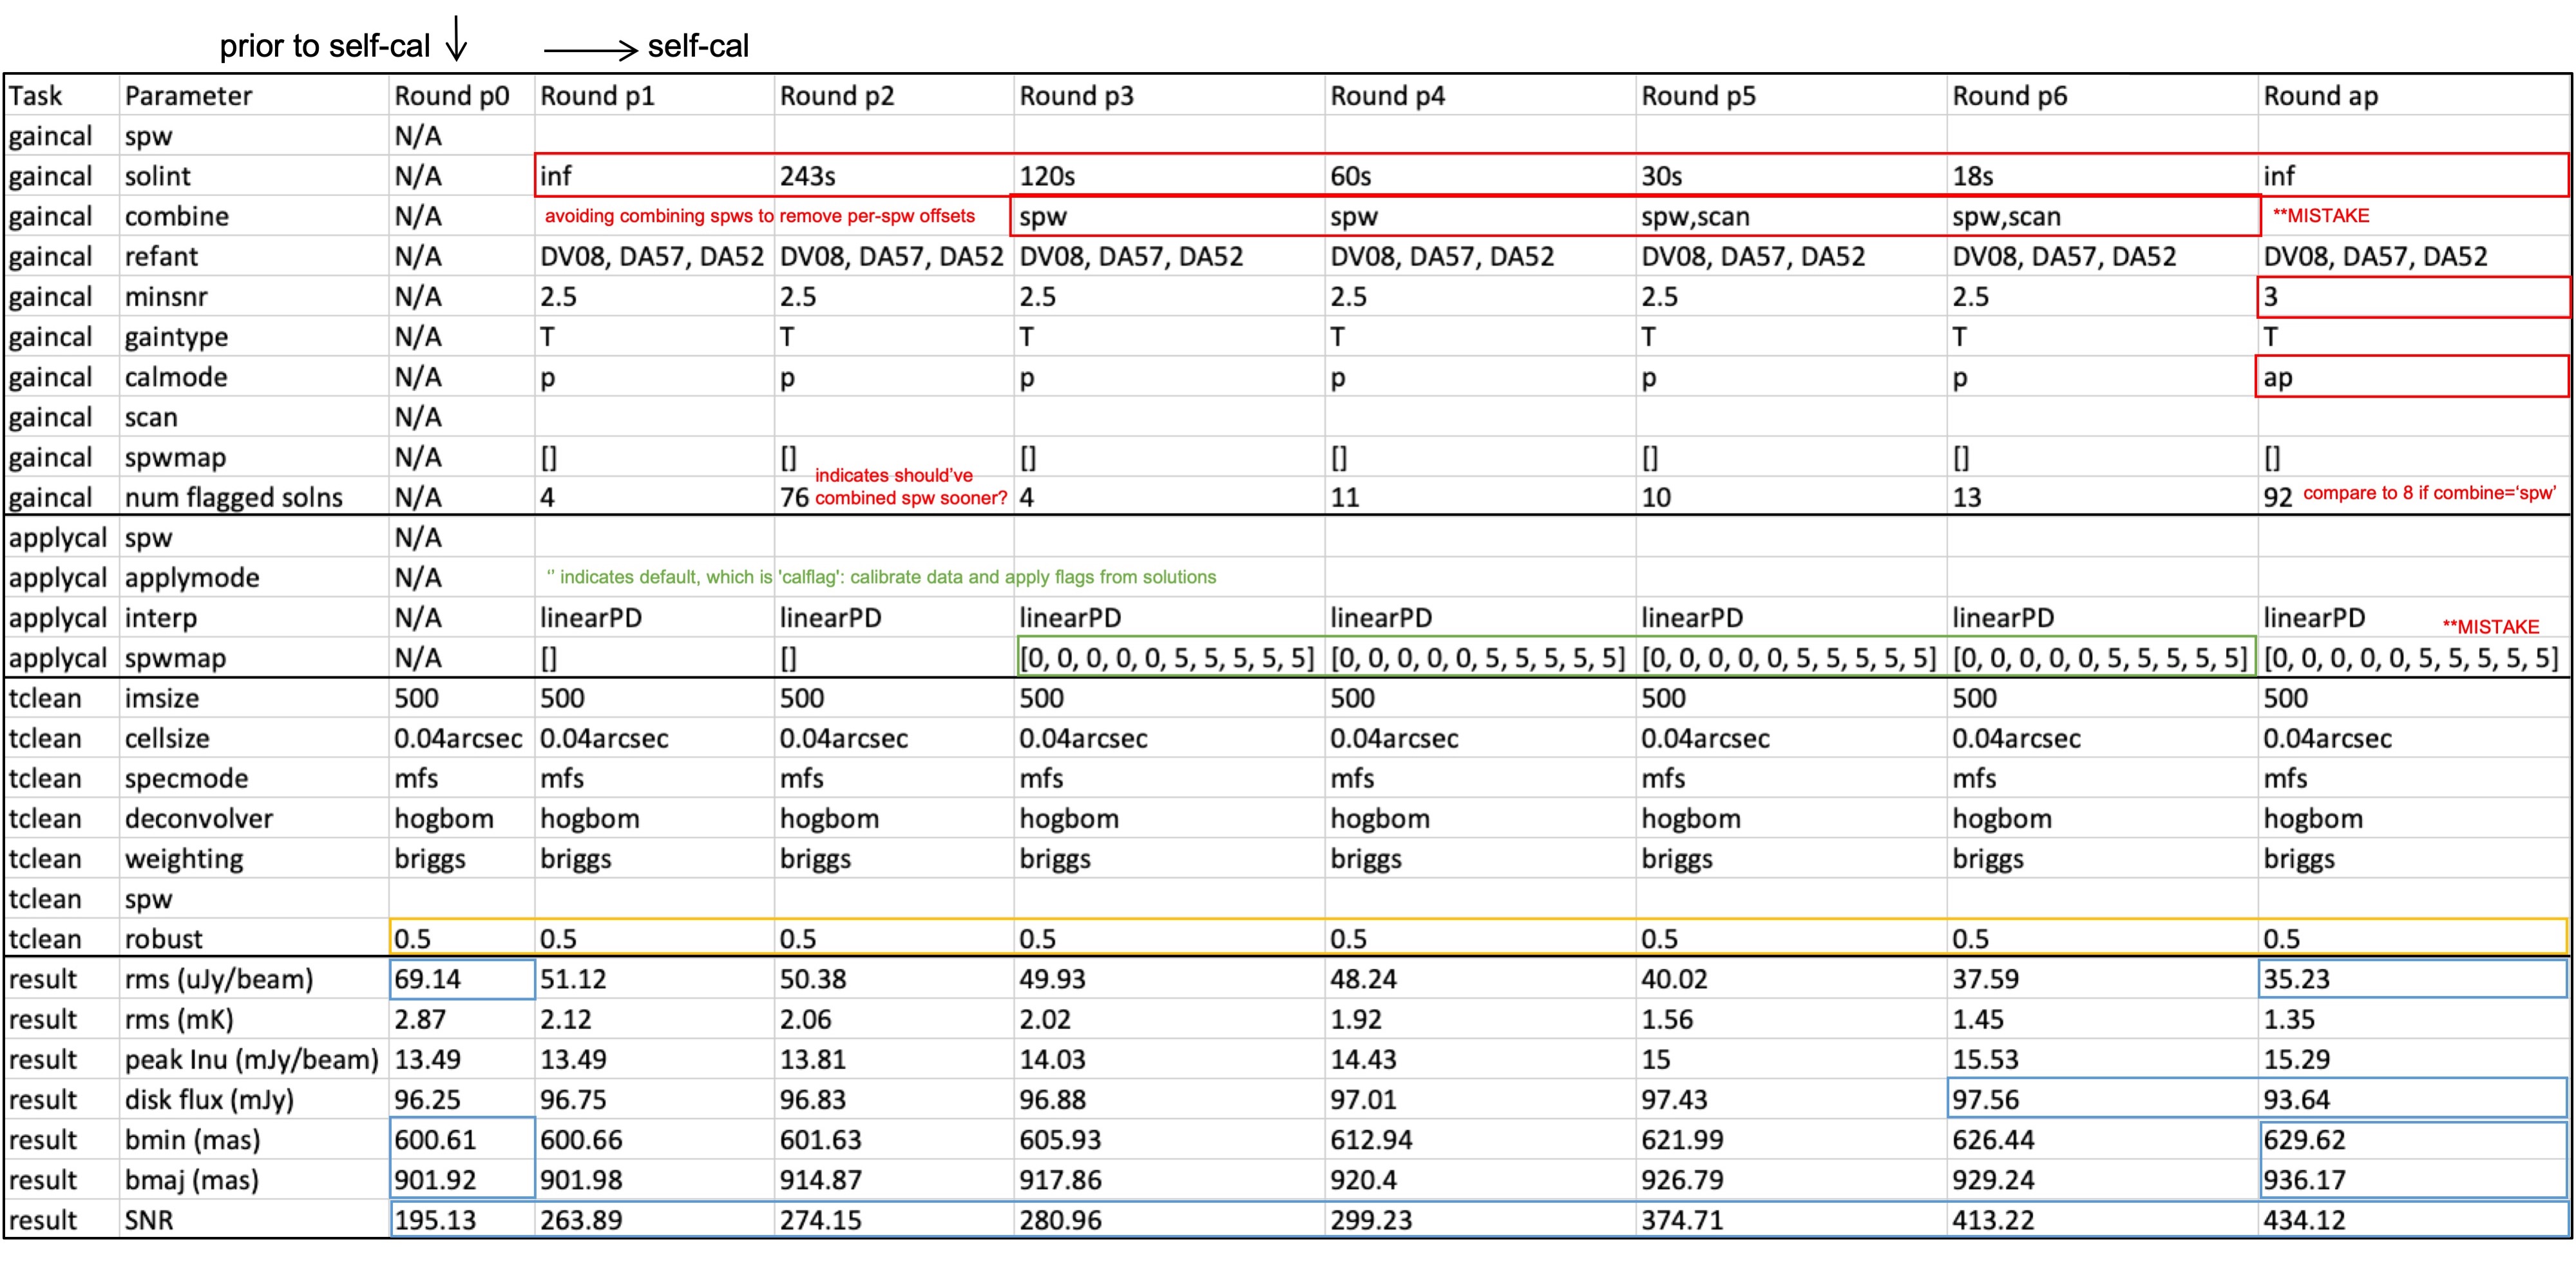 prior to self-cal ↓ → self-cal
Task Parameter Round p0 Round p1 Round p2 Round p3 Round p4 Round p5 Round p6 Round ap
gaincal spw N/A
gaincal solint N/A inf 243s 120s 60s 30s 18s inf
gaincal combine N/A avoiding combining spws to remove per-spw offsets spw spw spw,scan spw,scan **MISTAKE
gaincal refant N/A DV08, DA57, DA52 DV08, DA57, DA52 DV08, DA57, DA52 DV08, DA57, DA52 DV08, DA57, DA52 DV08, DA57, DA52 DV08, DA57, DA52
gaincal minsnr N/A 2.5 2.5 2.5 2.5 2.5 2.5 3
gaincal gaintype N/A T T T T T T T
gaincal calmode N/A p p p p p p ap
gaincal scan N/A
gaincal spwmap N/A [] [] [] [] [] [] []
indicates should've
gaincal num flagged solns N/A 4 76 combined spw sooner? 4 11 10 13 92 compare to 8 if combine='spw'
applycal spw N/A
applycal applymode N/A '' indicates default, which is 'calflag': calibrate data and apply flags from solutions
applycal interp N/A linearPD linearPD linearPD linearPD linearPD linearPD linearPD **MISTAKE
applycal spwmap N/A [] [] [0, 0, 0, 0, 0, 5, 5, 5, 5, 5] [0, 0, 0, 0, 0, 5, 5, 5, 5, 5] [0, 0, 0, 0, 0, 5, 5, 5, 5, 5] [0, 0, 0, 0, 0, 5, 5, 5, 5, 5] [0, 0, 0, 0, 0, 5, 5, 5, 5, 5]
tclean imsize 500 500 500 500 500 500 500 500
tclean cellsize 0.04arcsec 0.04arcsec 0.04arcsec 0.04arcsec 0.04arcsec 0.04arcsec 0.04arcsec 0.04arcsec
tclean specmode mfs mfs mfs mfs mfs mfs mfs mfs
tclean deconvolver hogbom hogbom hogbom hogbom hogbom hogbom hogbom hogbom
tclean weighting briggs briggs briggs briggs briggs briggs briggs briggs
tclean spw
tclean robust 0.5 0.5 0.5 0.5 0.5 0.5 0.5 0.5
result rms (uJy/beam) 69.14 51.12 50.38 49.93 48.24 40.02 37.59 35.23
result rms (mK) 2.87 2.12 2.06 2.02 1.92 1.56 1.45 1.35
result peak Inu (mJy/beam) 13.49 13.49 13.81 14.03 14.43 15 15.53 15.29
result disk flux (mJy) 96.25 96.75 96.83 96.88 97.01 97.43 97.56 93.64
result bmin (mas) 600.61 600.66 601.63 605.93 612.94 621.99 626.44 629.62
result bmaj (mas) 901.92 901.98 914.87 917.86 920.4 926.79 929.24 936.17
result SNR 195.13 263.89 274.15 280.96 299.23 374.71 413.22 434.12